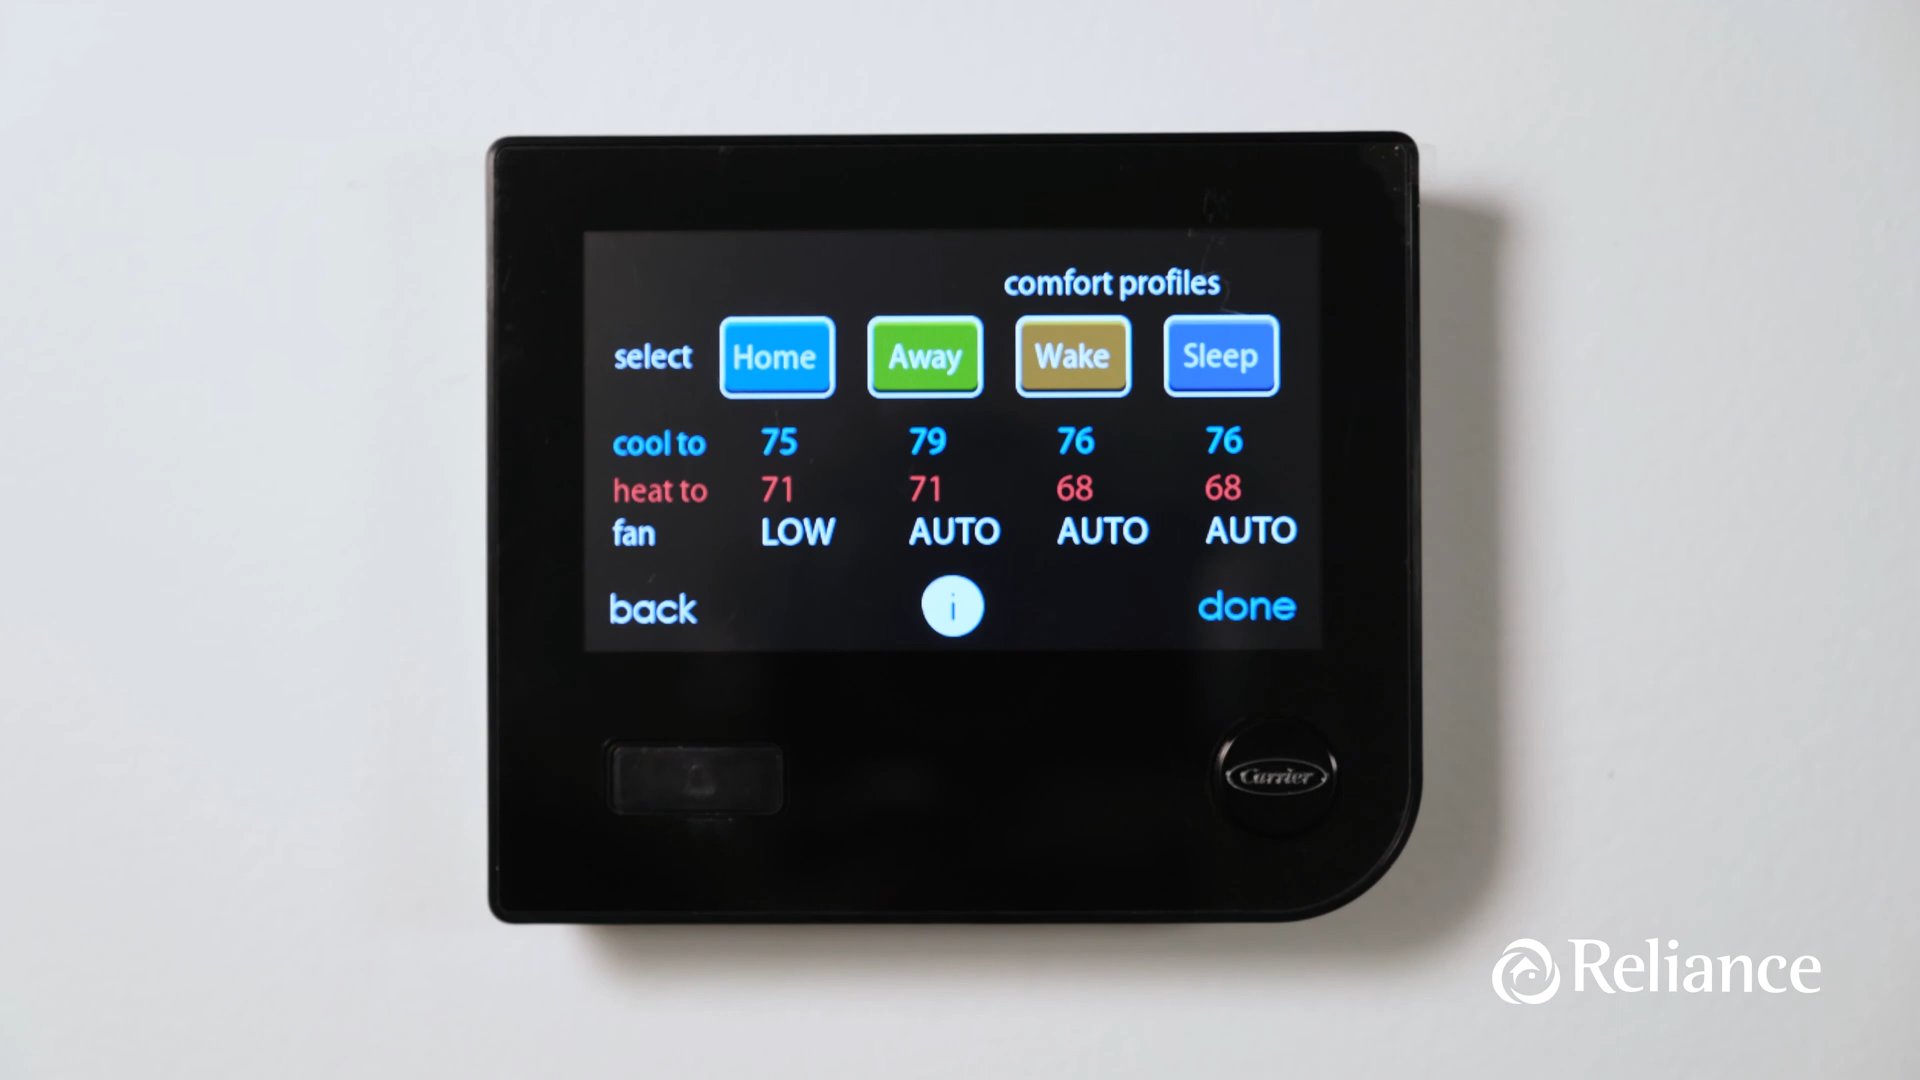 comfort profiles
select Home Away Wake Sleep
cool to 75 79 76 76
heat to 71 71 68 68
fan LOW AUTO AUTO AUTO
back i done
Carrier
Reliance